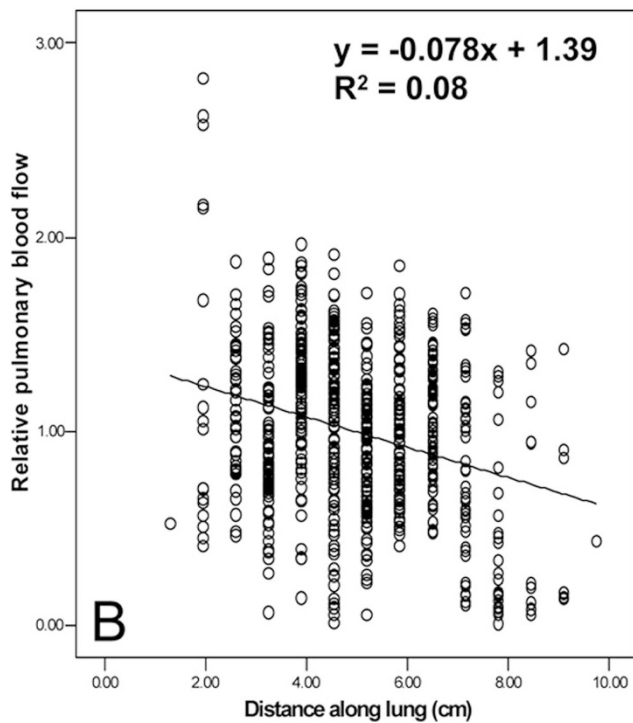 y = -0.078x + 1.39
R² = 0.08
3.00
2.00
1.00
0.00
Relative pulmonary blood flow
B
0.00 2.00 4.00 6.00 8.00 10.00
Distance along lung (cm)